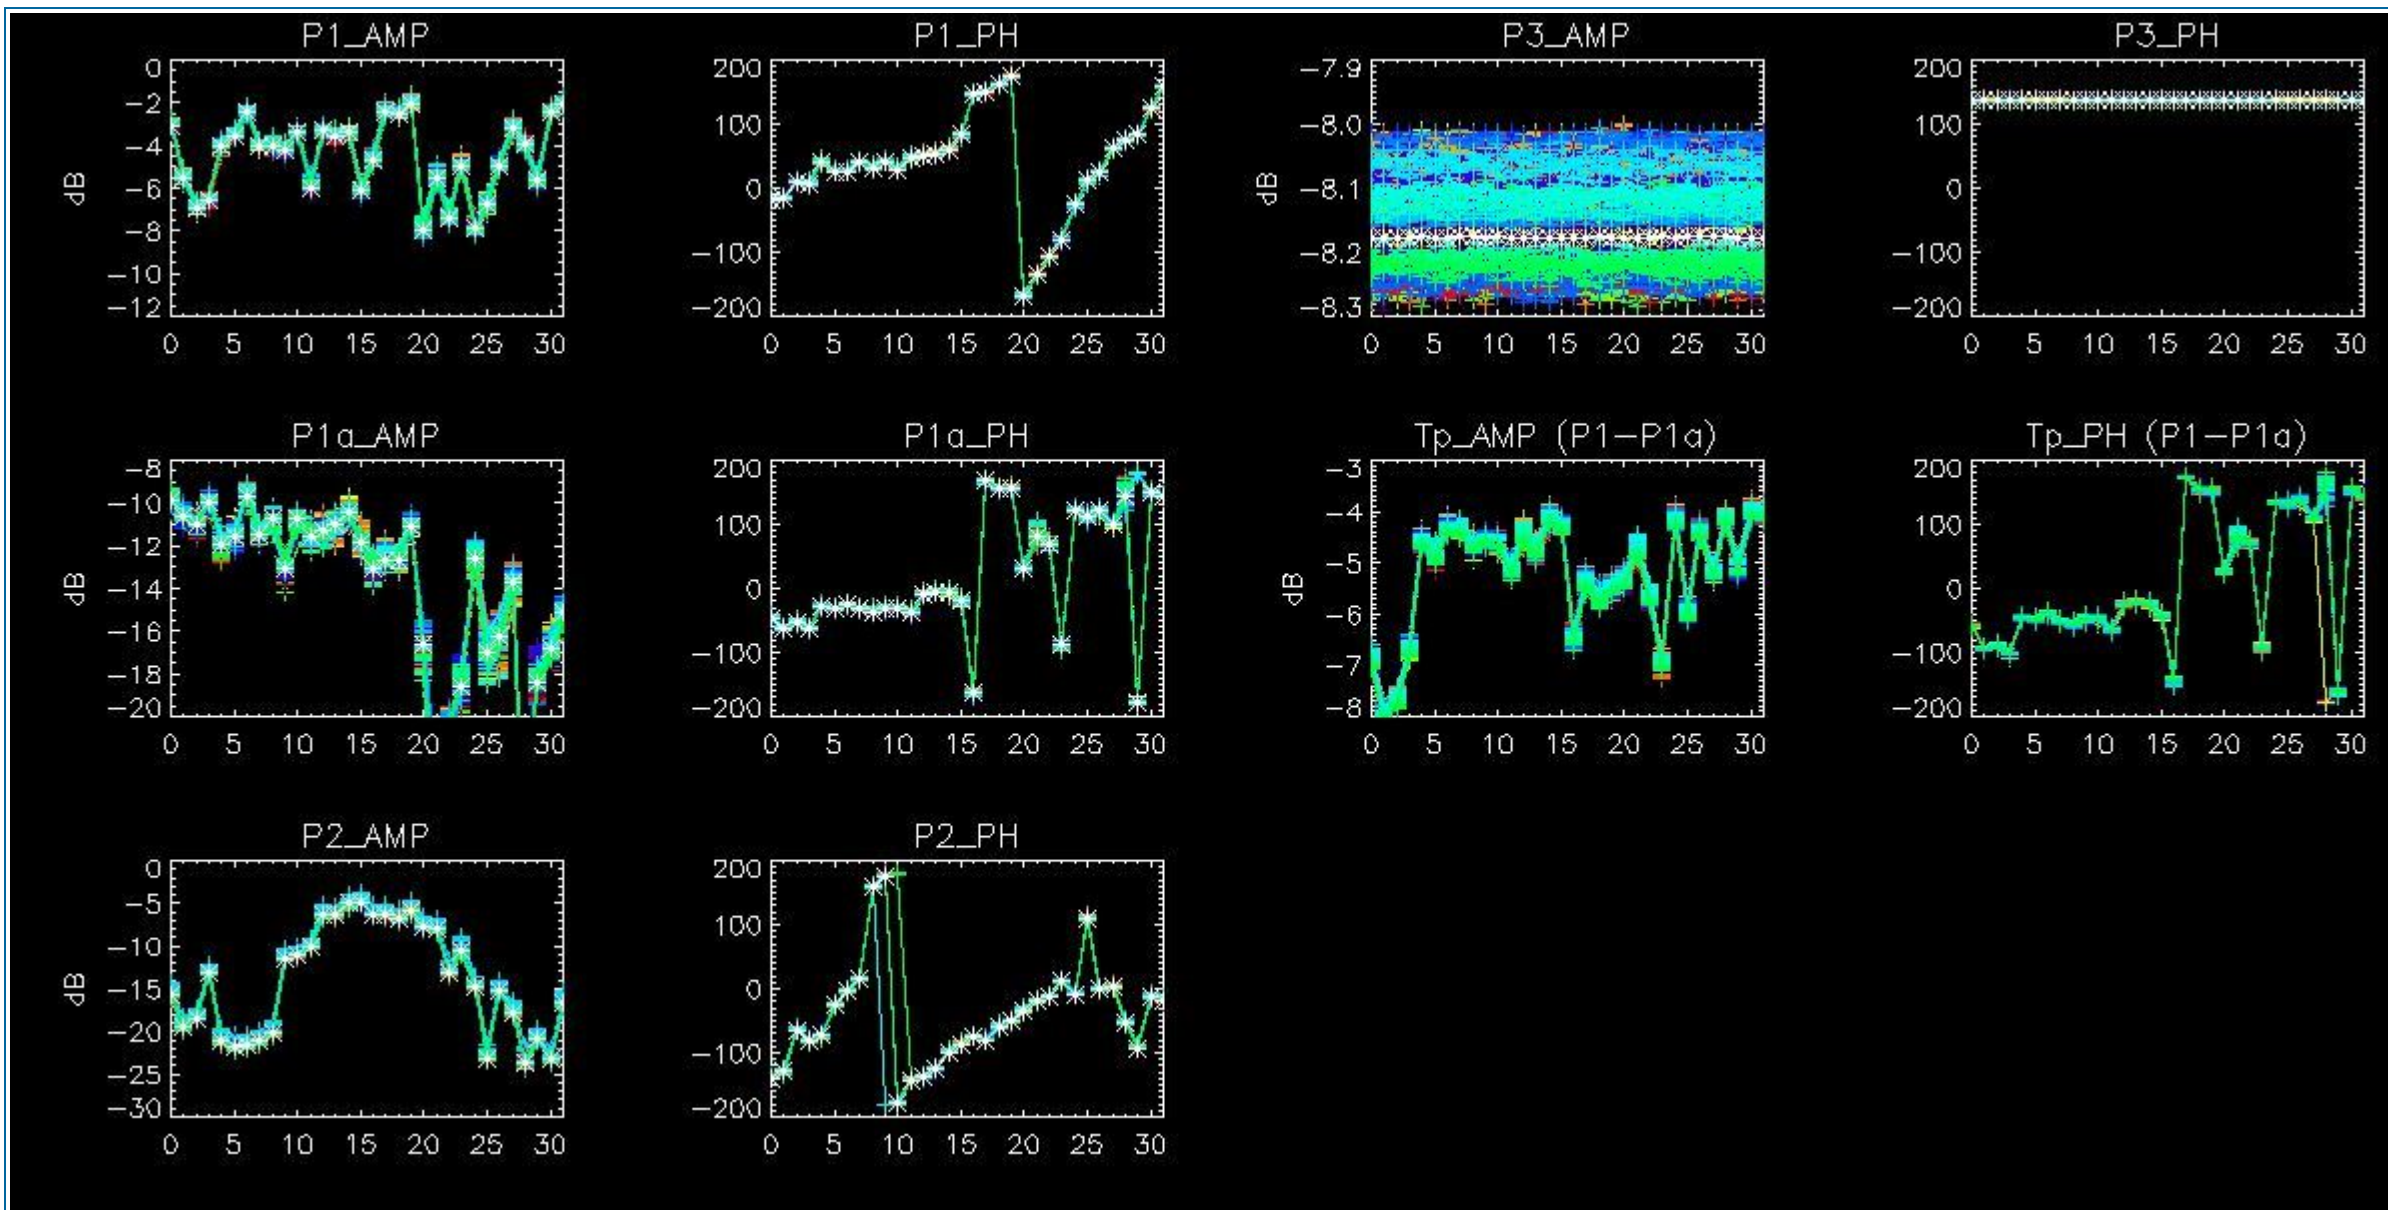 P1_AMP
0
−2
−4
−6
−8
−10
−12
dB
0 5 10 15 20 25 30
P1_PH
200
100
0
−100
−200
0 5 10 15 20 25 30
P3_AMP
−7.9
−8.0
−8.1
−8.2
−8.3
dB
0 5 10 15 20 25 30
P3_PH
200
100
0
−100
−200
0 5 10 15 20 25 30
P1a_AMP
−8
−10
−12
−14
−16
−18
−20
dB
0 5 10 15 20 25 30
P1a_PH
200
100
0
−100
−200
0 5 10 15 20 25 30
Tp_AMP (P1−P1a)
−3
−4
−5
−6
−7
−8
dB
0 5 10 15 20 25 30
Tp_PH (P1−P1a)
200
100
0
−100
−200
0 5 10 15 20 25 30
P2_AMP
0
−5
−10
−15
−20
−25
−30
dB
0 5 10 15 20 25 30
P2_PH
200
100
0
−100
−200
0 5 10 15 20 25 30